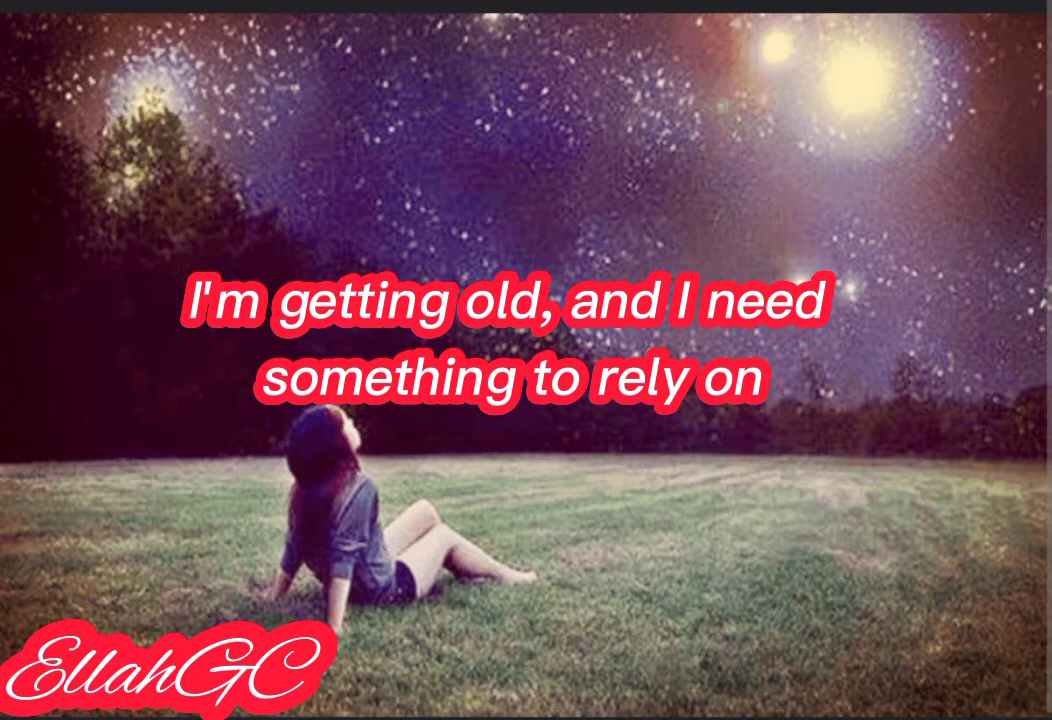 I'm getting old, and I need
something to rely on
EllahGC